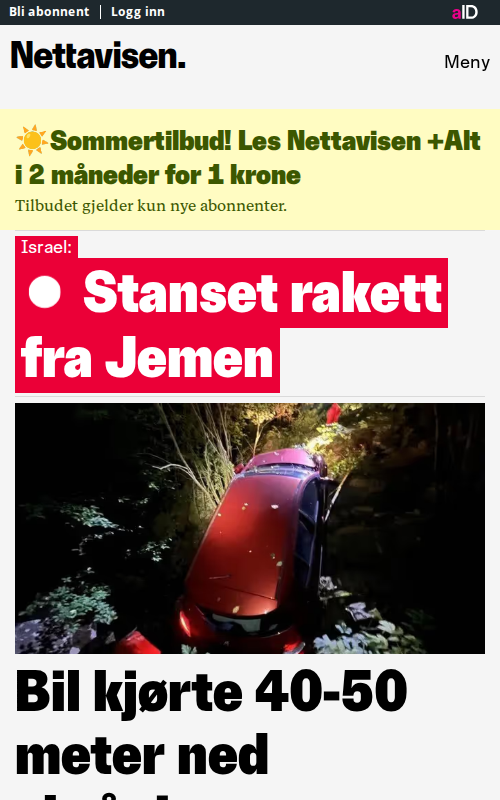 Bli abonnent
Logg inn
aID
Nettavisen.
Meny
☀️Sommertilbud! Les Nettavisen +Alt
i 2 måneder for 1 krone
Tilbudet gjelder kun nye abonnenter.
Israel:
Stanset rakett
fra Jemen
Bil kjørte 40-50
meter ned